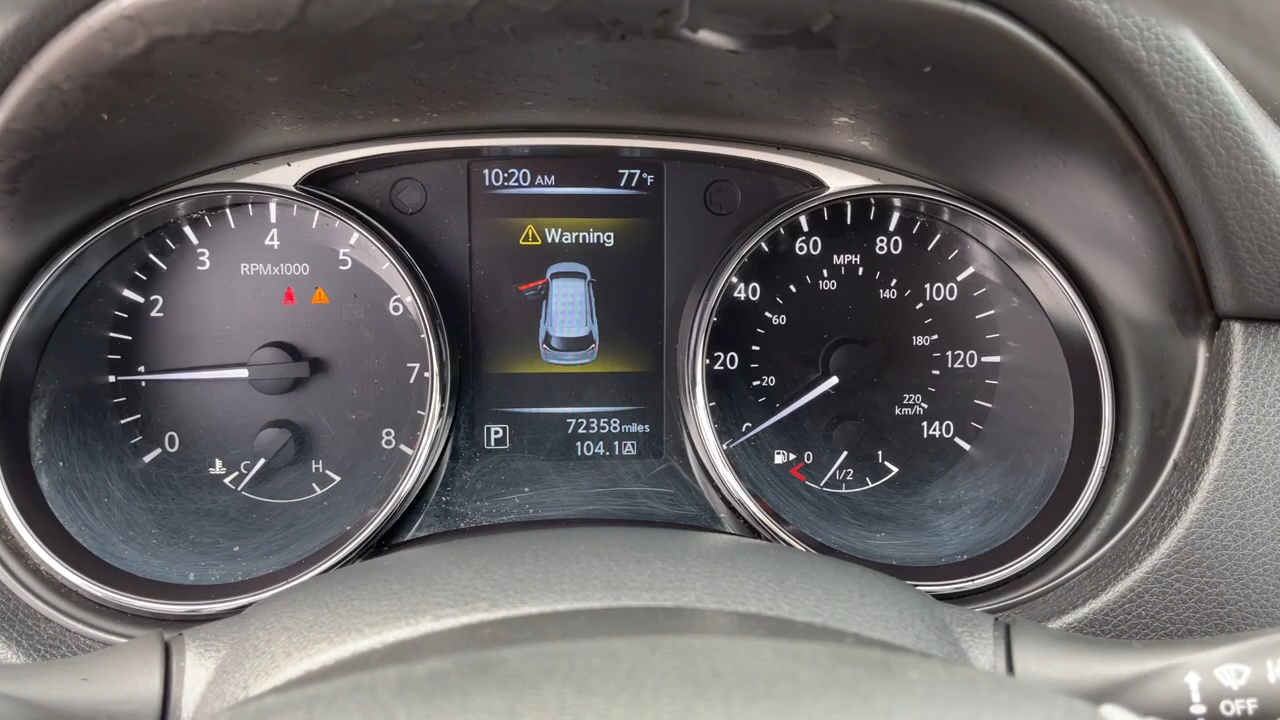 10:20 AM 77°F
Warning
P
72358 miles
104.1 A
RPMx1000
0
1
2
3
4
5
6
7
8
C H
MPH
20
40
60
80
100
120
140
20
60
100
140
180
220
km/h
0 1/2 1
OFF